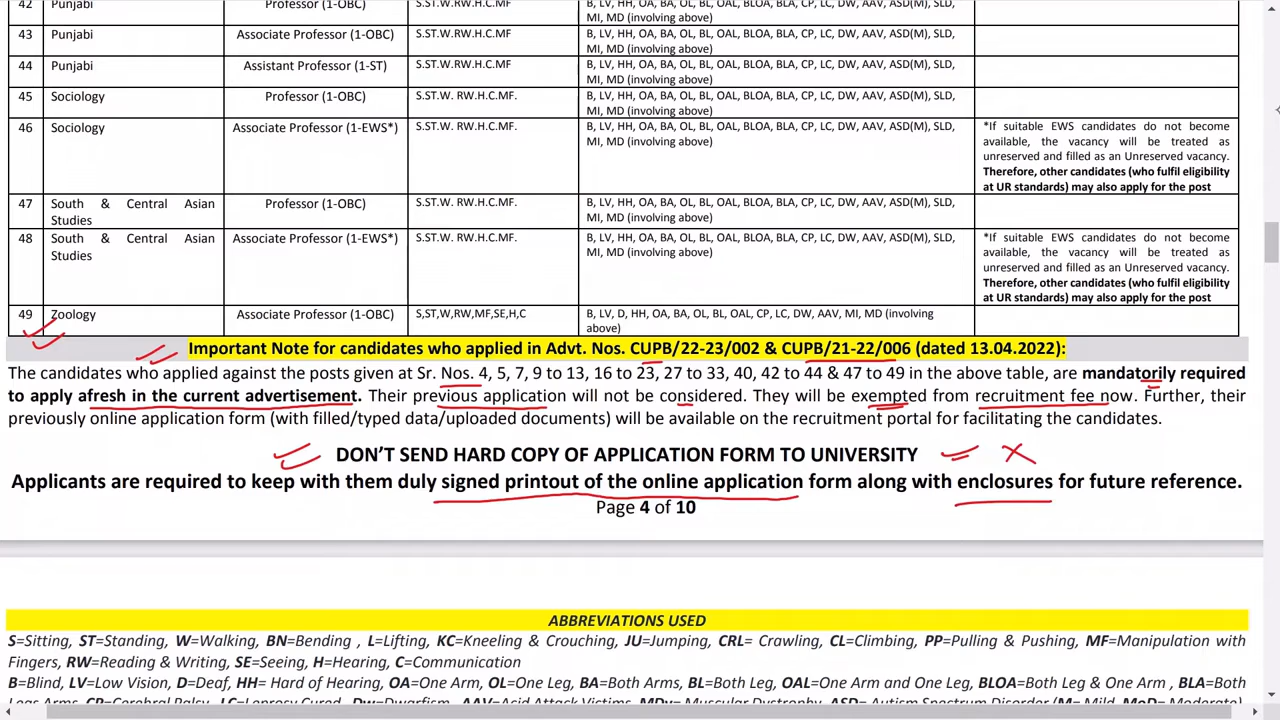 42 Punjabi Professor (1-OBC) S.ST.W.RW.H.C.MF B, LV, HH, OA, BA, OL, BL, OAL, BLOA, BLA, CP, LC, DW, AAV, ASD(M), SLD,
MI, MD (involving above)
43 Punjabi Associate Professor (1-OBC) S.ST.W.RW.H.C.MF B, LV, HH, OA, BA, OL, BL, OAL, BLOA, BLA, CP, LC, DW, AAV, ASD(M), SLD,
MI, MD (involving above)
44 Punjabi Assistant Professor (1-ST) S.ST.W.RW.H.C.MF B, LV, HH, OA, BA, OL, BL, OAL, BLOA, BLA, CP, LC, DW, AAV, ASD(M), SLD,
MI, MD (involving above)
45 Sociology Professor (1-OBC) S.ST.W. RW.H.C.MF. B, LV, HH, OA, BA, OL, BL, OAL, BLOA, BLA, CP, LC, DW, AAV, ASD(M), SLD,
MI, MD (involving above)
46 Sociology Associate Professor (1-EWS*) S.ST.W. RW.H.C.MF. B, LV, HH, OA, BA, OL, BL, OAL, BLOA, BLA, CP, LC, DW, AAV, ASD(M), SLD,
MI, MD (involving above)
*If suitable EWS candidates do not become
available, the vacancy will be treated as
unreserved and filled as an Unreserved vacancy.
Therefore, other candidates (who fulfil eligibility
at UR standards) may also apply for the post
47 South & Central Asian Professor (1-OBC) S.ST.W. RW.H.C.MF. B, LV, HH, OA, BA, OL, BL, OAL, BLOA, BLA, CP, LC, DW, AAV, ASD(M), SLD,
Studies MI, MD (involving above)
48 South & Central Asian Associate Professor (1-EWS*) S.ST.W. RW.H.C.MF. B, LV, HH, OA, BA, OL, BL, OAL, BLOA, BLA, CP, LC, DW, AAV, ASD(M), SLD,
Studies MI, MD (involving above)
*If suitable EWS candidates do not become
available, the vacancy will be treated as
unreserved and filled as an Unreserved vacancy.
Therefore, other candidates (who fulfil eligibility
at UR standards) may also apply for the post
49 Zoology Associate Professor (1-OBC) S,ST,W,RW,MF,SE,H,C B, LV, D, HH, OA, BA, OL, BL, OAL, CP, LC, DW, AAV, MI, MD (involving
above)
Important Note for candidates who applied in Advt. Nos. CUPB/22-23/002 & CUPB/21-22/006 (dated 13.04.2022):
The candidates who applied against the posts given at Sr. Nos. 4, 5, 7, 9 to 13, 16 to 23, 27 to 33, 40, 42 to 44 & 47 to 49 in the above table, are mandatorily required
to apply afresh in the current advertisement. Their previous application will not be considered. They will be exempted from recruitment fee now. Further, their
previously online application form (with filled/typed data/uploaded documents) will be available on the recruitment portal for facilitating the candidates.
DON'T SEND HARD COPY OF APPLICATION FORM TO UNIVERSITY
Applicants are required to keep with them duly signed printout of the online application form along with enclosures for future reference.
Page 4 of 10
ABBREVIATIONS USED
S=Sitting, ST=Standing, W=Walking, BN=Bending , L=Lifting, KC=Kneeling & Crouching, JU=Jumping, CRL= Crawling, CL=Climbing, PP=Pulling & Pushing, MF=Manipulation with
Fingers, RW=Reading & Writing, SE=Seeing, H=Hearing, C=Communication
B=Blind, LV=Low Vision, D=Deaf, HH= Hard of Hearing, OA=One Arm, OL=One Leg, BA=Both Arms, BL=Both Leg, OAL=One Arm and One Leg, BLOA=Both Leg & One Arm , BLA=Both
Legs Arms, CP=Cerebral Palsy, LC=Leprosy Cured, Dw=Dwarfism, AAV=Acid Attack Victims, MDy= Muscular Dystrophy, ASD= Autism Spectrum Disorder (M= Mild, MoD= Moderate),